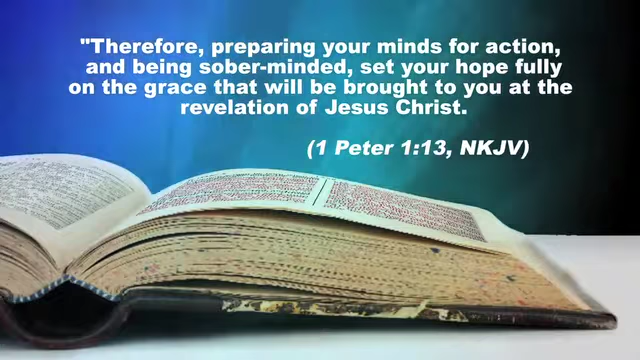 "Therefore, preparing your minds for action,
and being sober-minded, set your hope fully
on the grace that will be brought to you at the
revelation of Jesus Christ.
(1 Peter 1:13, NKJV)